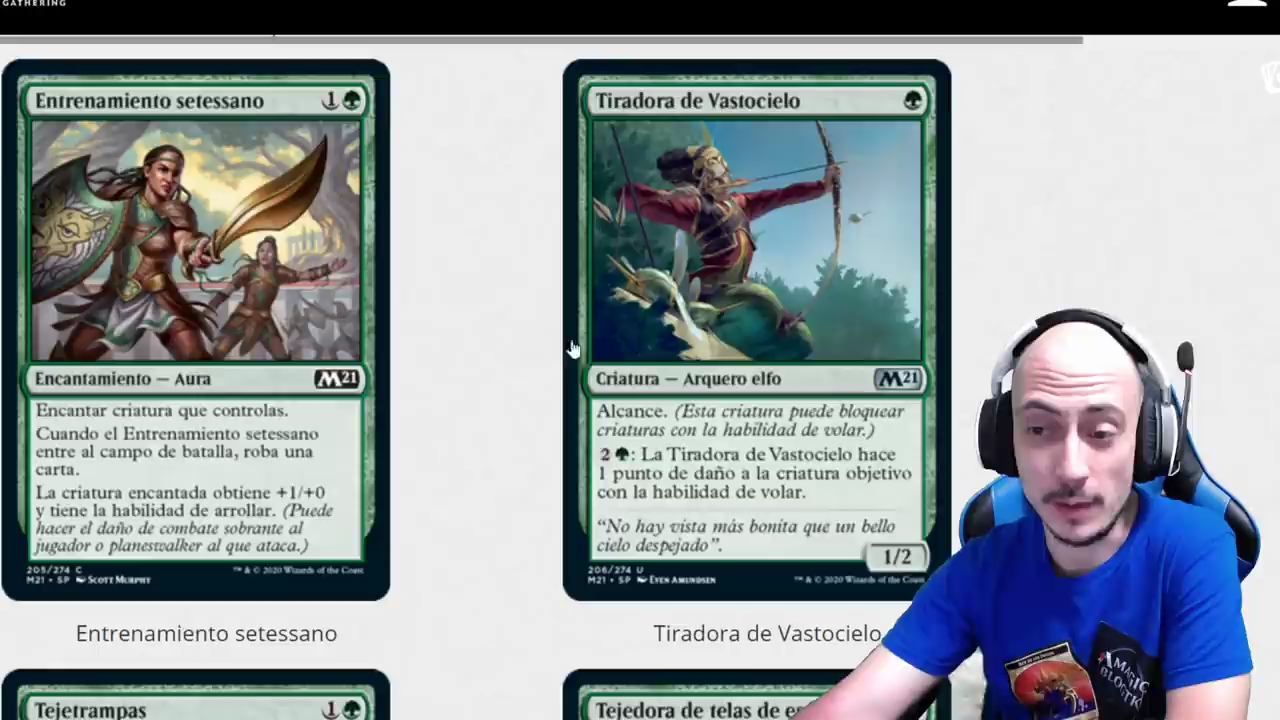 GATHERING
Entrenamiento setessano 1
Encantamiento — Aura M21
Encantar criatura que controlas.
Cuando el Entrenamiento setessano
entre al campo de batalla, roba una
carta.
La criatura encantada obtiene +1/+0
y tiene la habilidad de arrollar. (Puede
hacer el daño de combate sobrante al
jugador o planeswalker al que ataca.)
205/274 C
M21 • SP Scott Murphy
™ & © 2020 Wizards of the Coast
Entrenamiento setessano
Tiradora de Vastocielo
Criatura — Arquero elfo M21
Alcance. (Esta criatura puede bloquear
criaturas con la habilidad de volar.)
2 : La Tiradora de Vastocielo hace
1 punto de daño a la criatura objetivo
con la habilidad de volar.
“No hay vista más bonita que un bello
cielo despejado”.
1/2
206/274 U
M21 • SP Even Amundsen
™ & © 2020 Wizards of the Coast
Tiradora de Vastocielo
Tejetrampas 1
Tejedora de telas de
MAGIC